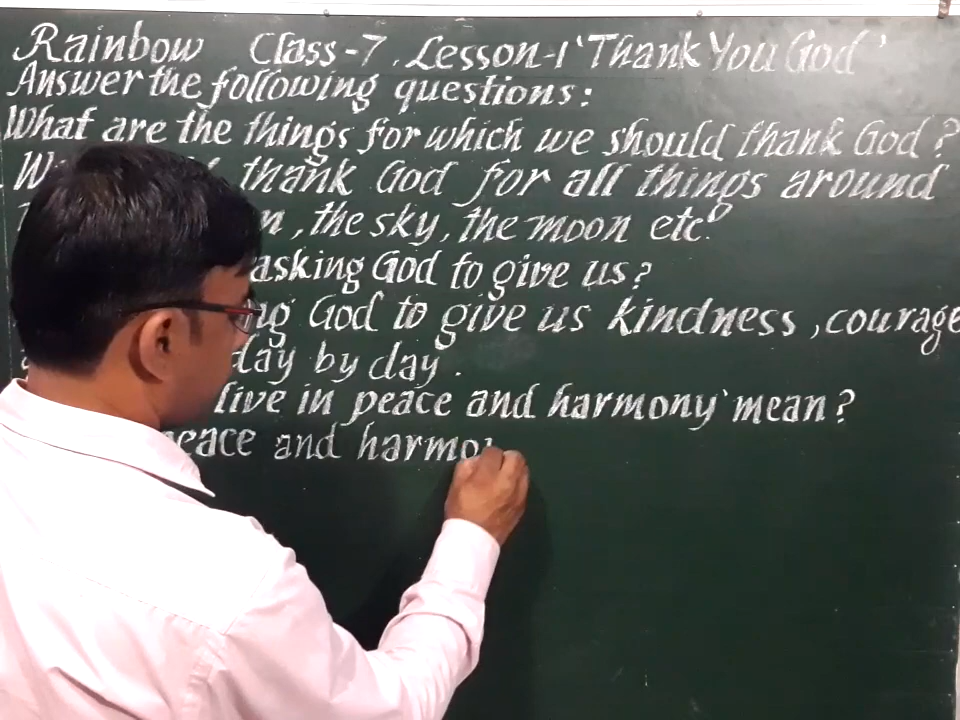 Rainbow Class-7. Lesson-1 'Thank You God'
Answer the following questions:
What are the things for which we should thank God?
thank God for all things around
, the sky, the moon etc.
asking God to give us?
God to give us kindness, courage
day by day.
live in peace and harmony' mean?
peace and